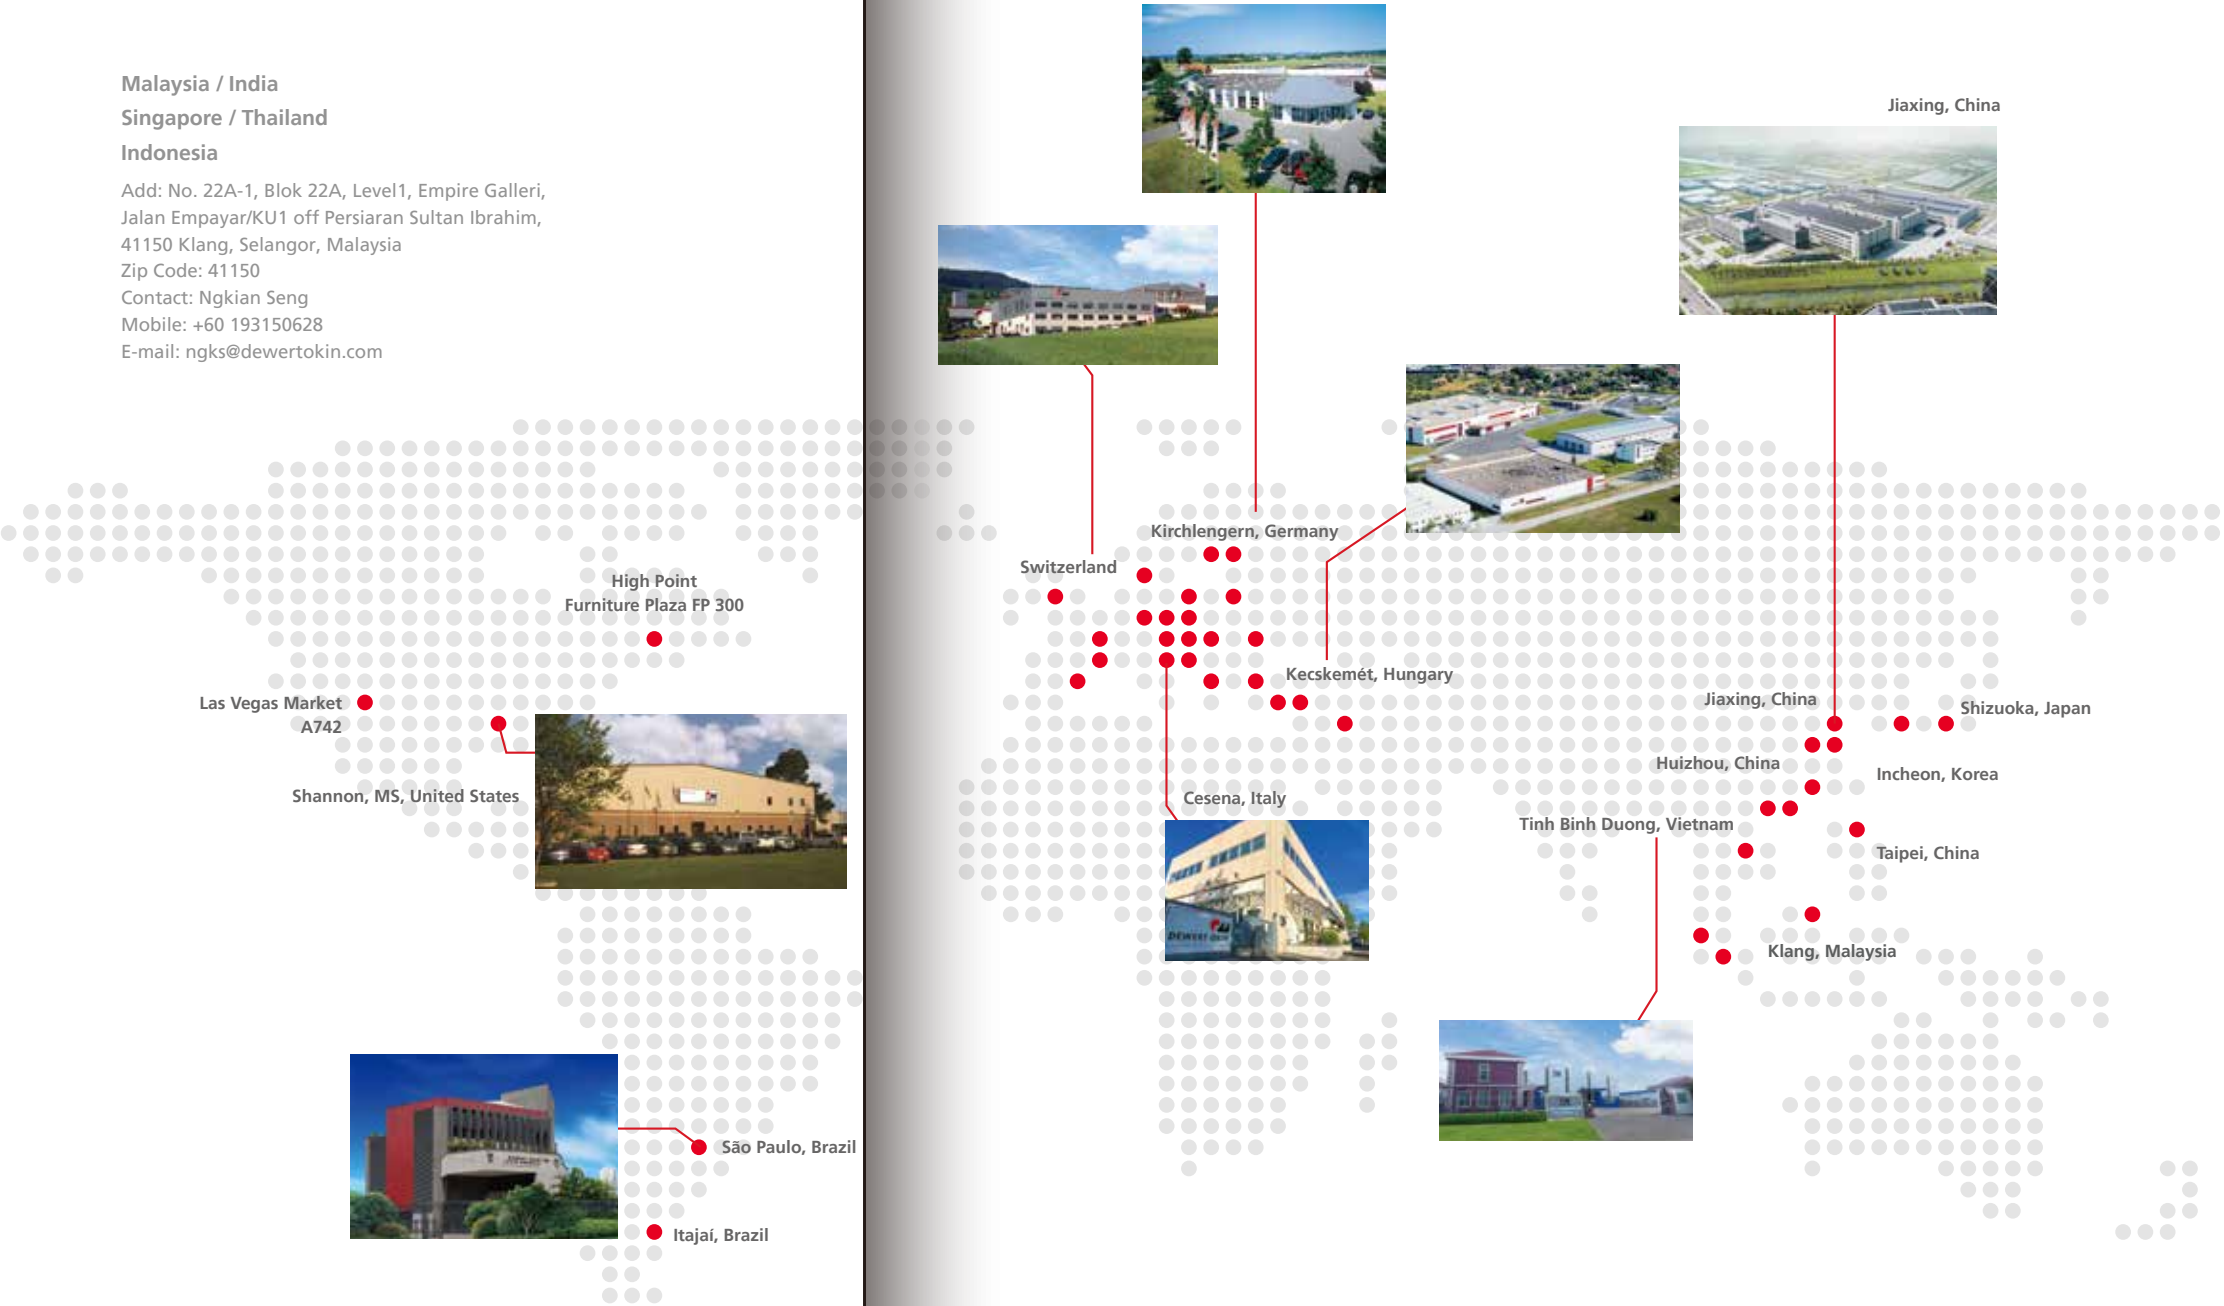 Malaysia / India
Singapore / Thailand
Indonesia
Add: No. 22A-1, Blok 22A, Level1, Empire Galleri,
Jalan Empayar/KU1 off Persiaran Sultan Ibrahim,
41150 Klang, Selangor, Malaysia
Zip Code: 41150
Contact: Ngkian Seng
Mobile: +60 193150628
E-mail: ngks@dewertokin.com
High Point
Furniture Plaza FP 300
Las Vegas Market
A742
Shannon, MS, United States
São Paulo, Brazil
Itajaí, Brazil
Jiaxing, China
Kirchlengern, Germany
Switzerland
Kecskemét, Hungary
Jiaxing, China
Shizuoka, Japan
Huizhou, China
Incheon, Korea
Cesena, Italy
Tinh Binh Duong, Vietnam
Taipei, China
DEWERT
Klang, Malaysia